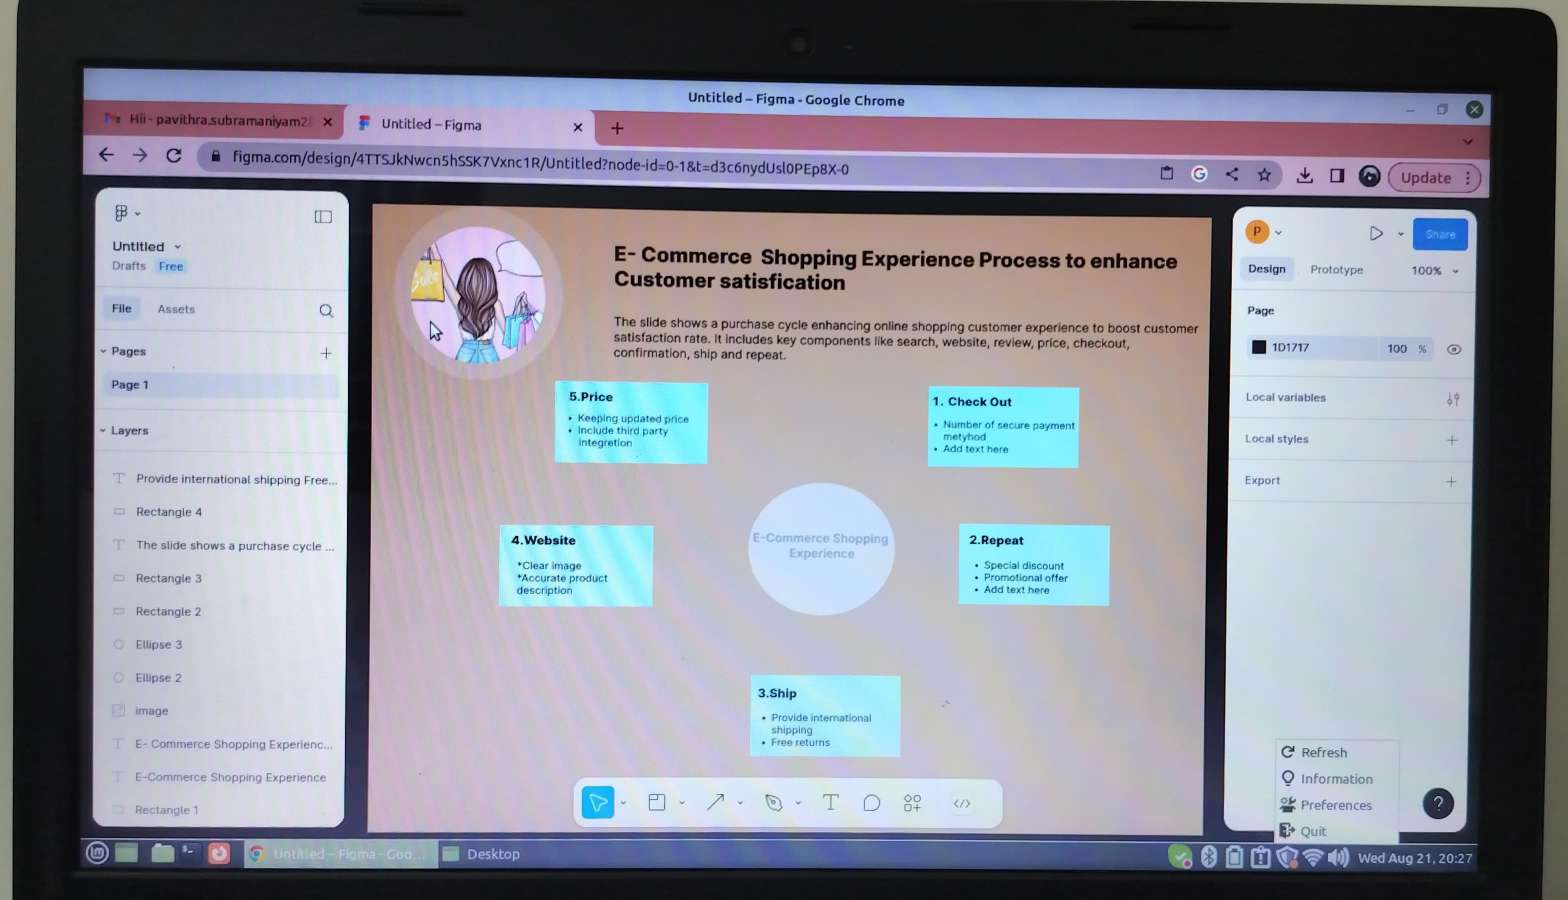 Untitled – Figma - Google Chrome
Hii - pavithra.subramaniyam2
Untitled – Figma
figma.com/design/4TTSJkNwcn5hSSK7Vxnc1R/Untitled?node-id=0-1&t=d3c6nydUsl0PEp8X-0
Update
Untitled
Drafts Free
File Assets
Pages
Page 1
Layers
Provide international shipping Free...
Rectangle 4
The slide shows a purchase cycle ...
Rectangle 3
Rectangle 2
Ellipse 3
Ellipse 2
image
E- Commerce Shopping Experienc...
E-Commerce Shopping Experience
Rectangle 1
Sale
E- Commerce Shopping Experience Process to enhance
Customer satisfication
The slide shows a purchase cycle enhancing online shopping customer experience to boost customer
satisfaction rate. It includes key components like search, website, review, price, checkout,
confirmation, ship and repeat.
5.Price
• Keeping updated price
• Include third party
integretion
1. Check Out
• Number of secure payment
metyhod
• Add text here
4.Website
*Clear image
*Accurate product
description
E-Commerce Shopping
Experience
2.Repeat
• Special discount
• Promotional offer
• Add text here
3.Ship
• Provide international
shipping
• Free returns
P
Share
Design Prototype 100%
Page
1D1717 100 %
Local variables
Local styles
Export
Refresh
Information
Preferences
Quit
?
Untitled – Figma - Goo...
Desktop
Wed Aug 21, 20:27